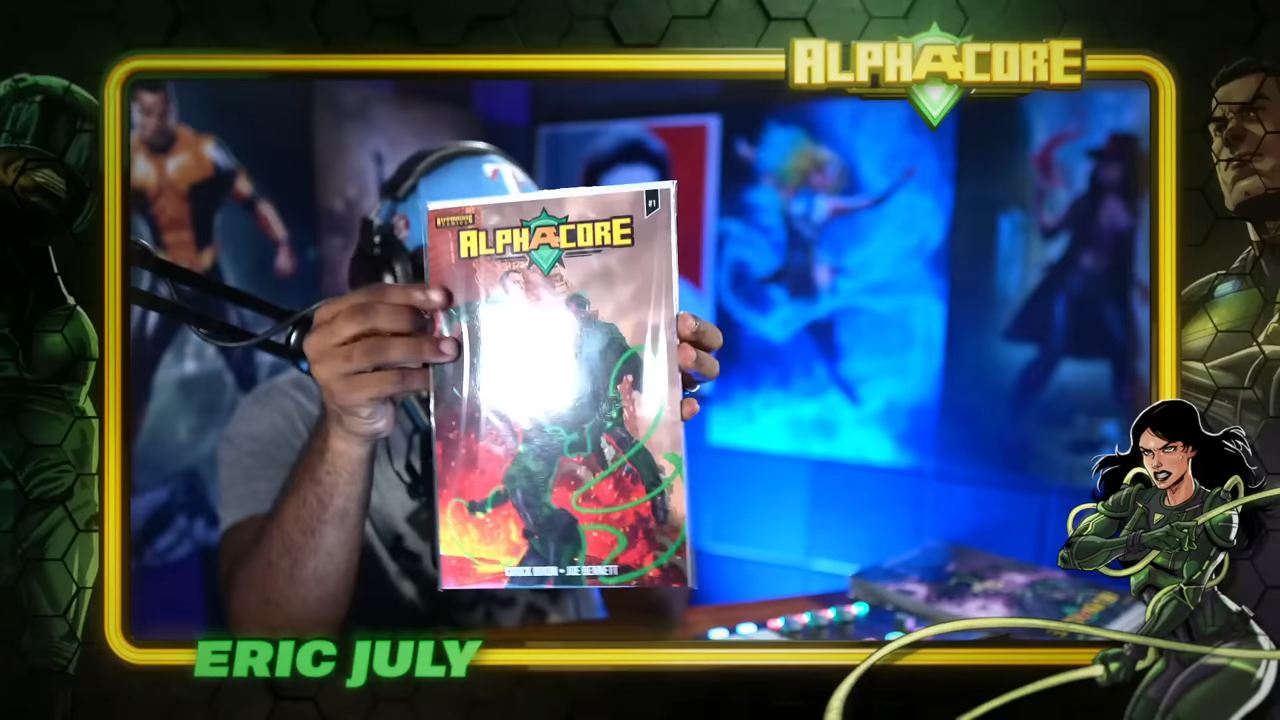 ALPHACORE
T
#1
ALPHACORE
CHUCK DIXON - JOE BENNETT
ERIC JULY